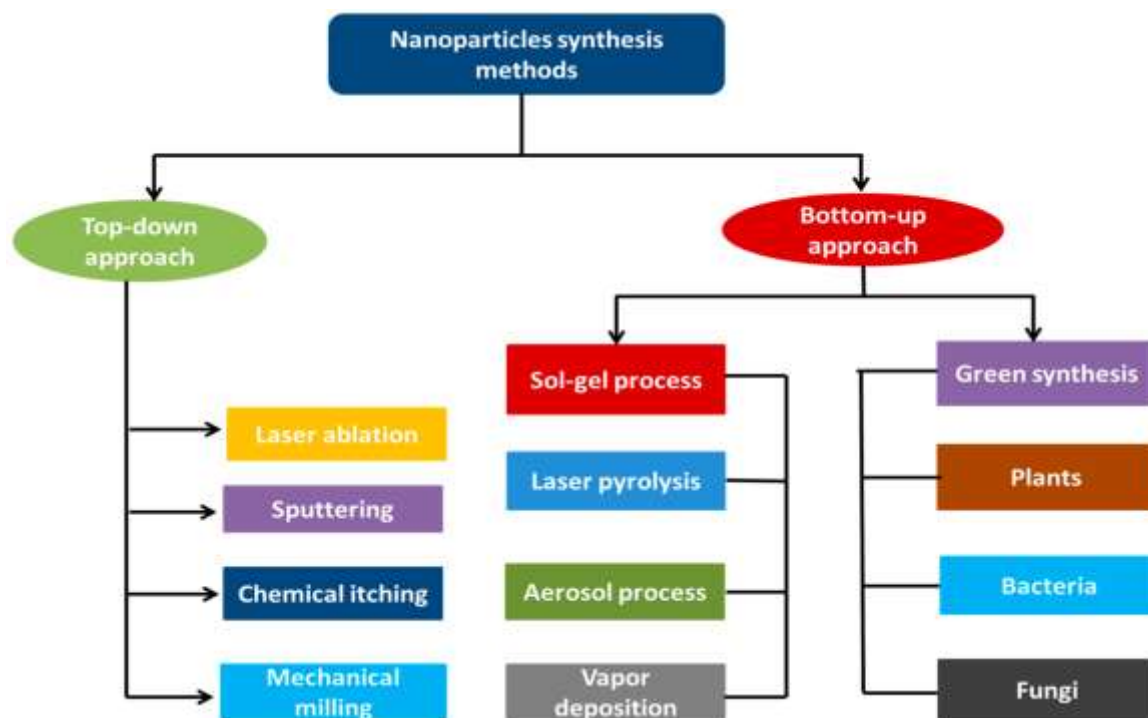 Nanoparticles synthesis
methods
Top-down
approach
Bottom-up
approach
Laser ablation
Sputtering
Chemical itching
Mechanical
milling
Sol-gel process
Laser pyrolysis
Aerosol process
Vapor
deposition
Green synthesis
Plants
Bacteria
Fungi